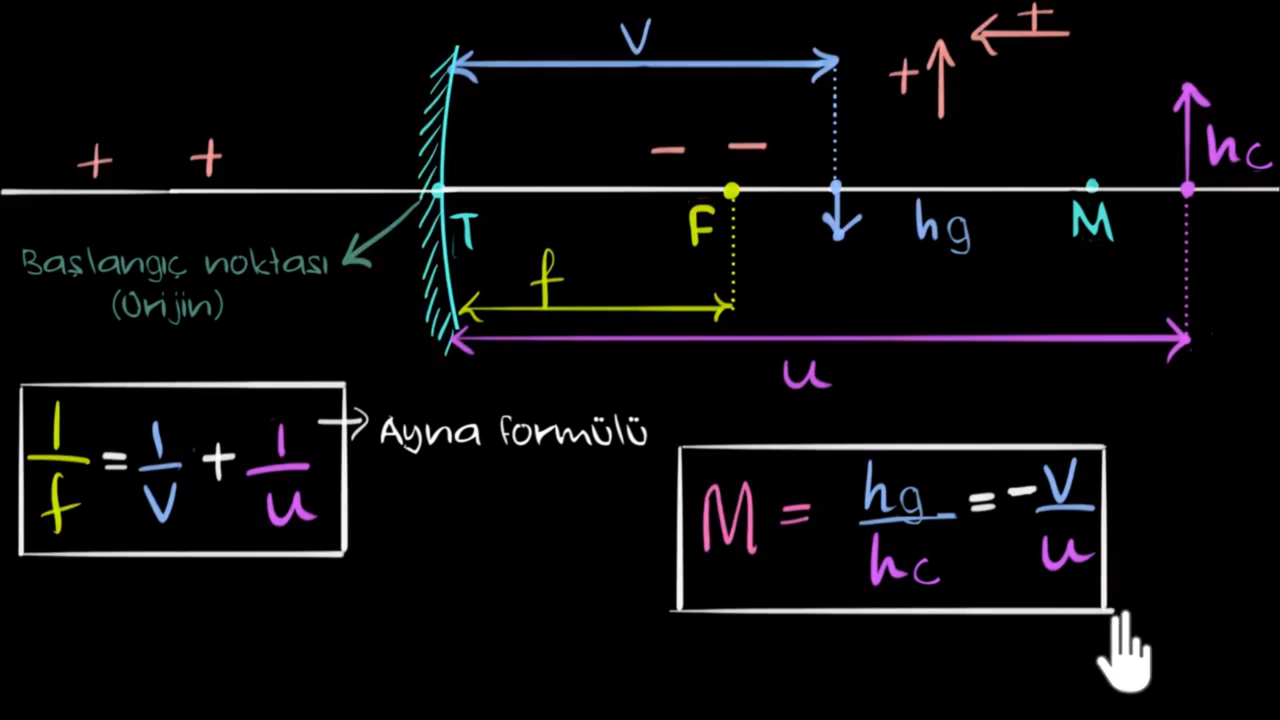 V
+
+
+ +
- -
hc
T
F
hg
M
Başlangıç noktası
(Orijin)
f
u
1/f = 1/V + 1/u
Ayna formülü
M = hg/hc = -V/u